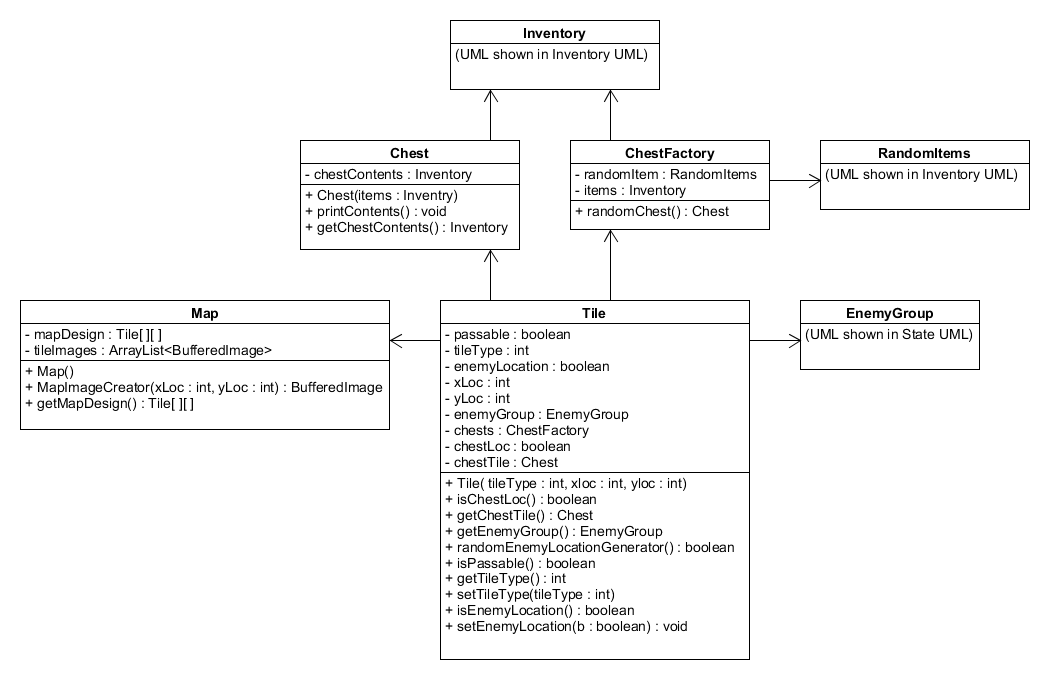 Inventory
(UML shown in Inventory UML)
Chest
- chestContents : Inventory
+ Chest(items : Inventry)
+ printContents() : void
+ getChestContents() : Inventory
ChestFactory
- randomItem : RandomItems
- items : Inventory
+ randomChest() : Chest
RandomItems
(UML shown in Inventory UML)
Map
- mapDesign : Tile[ ][ ]
- tileImages : ArrayList<BufferedImage>
+ Map()
+ MapImageCreator(xLoc : int, yLoc : int) : BufferedImage
+ getMapDesign() : Tile[ ][ ]
Tile
- passable : boolean
- tileType : int
- enemyLocation : boolean
- xLoc : int
- yLoc : int
- enemyGroup : EnemyGroup
- chests : ChestFactory
- chestLoc : boolean
- chestTile : Chest
+ Tile( tileType : int, xloc : int, yloc : int)
+ isChestLoc() : boolean
+ getChestTile() : Chest
+ getEnemyGroup() : EnemyGroup
+ randomEnemyLocationGenerator() : boolean
+ isPassable() : boolean
+ getTileType() : int
+ setTileType(tileType : int)
+ isEnemyLocation() : boolean
+ setEnemyLocation(b : boolean) : void
EnemyGroup
(UML shown in State UML)